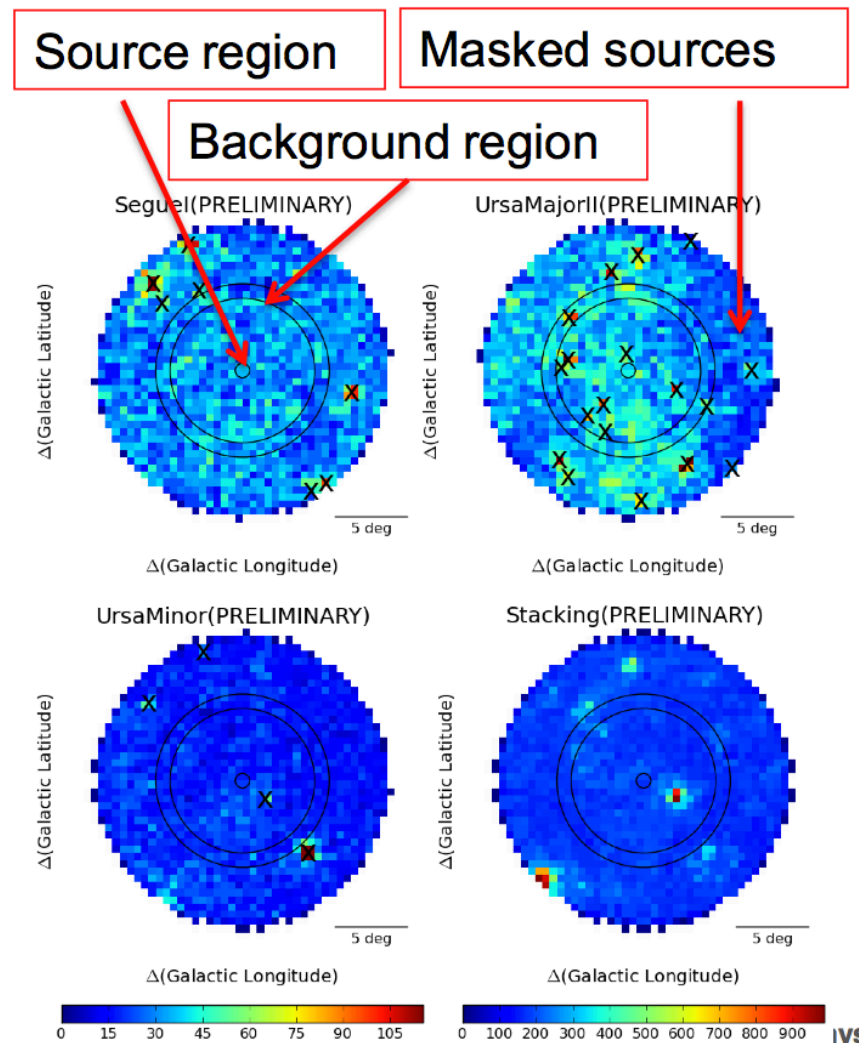 Source region
Masked sources
Background region
SegueI(PRELIMINARY)
UrsaMajorII(PRELIMINARY)
Δ(Galactic Latitude)
Δ(Galactic Latitude)
X X X X X X X X
X X X X X X X X X X X X X X X X X X
5 deg
5 deg
Δ(Galactic Longitude)
Δ(Galactic Longitude)
UrsaMinor(PRELIMINARY)
Stacking(PRELIMINARY)
Δ(Galactic Latitude)
Δ(Galactic Latitude)
X X X X
5 deg
5 deg
Δ(Galactic Longitude)
Δ(Galactic Longitude)
0 15 30 45 60 75 90 105
0 100 200 300 400 500 600 700 800 900